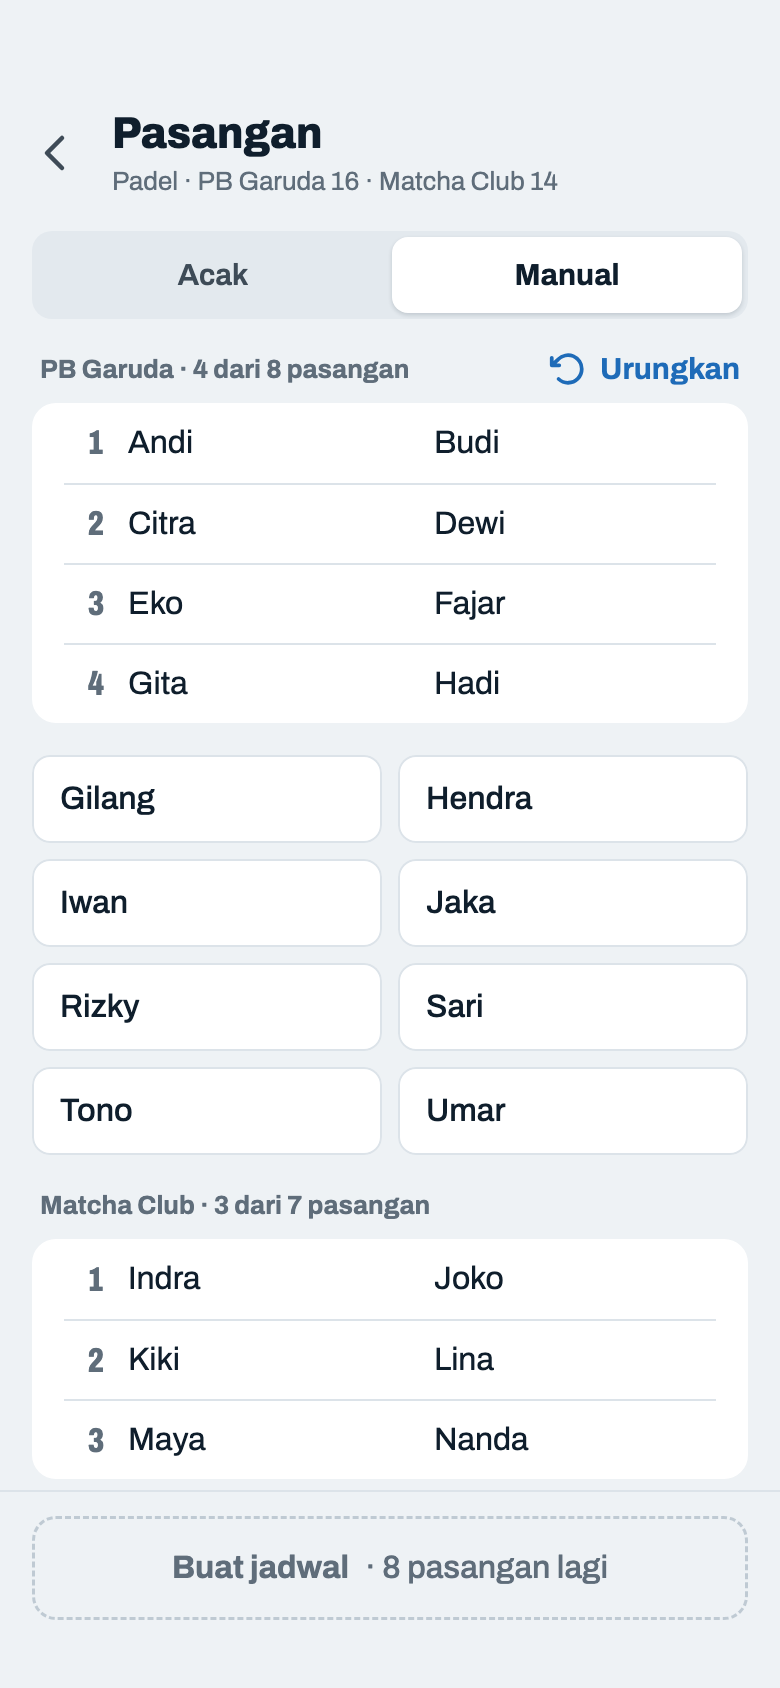 Pasangan
Padel · PB Garuda 16 · Matcha Club 14
Acak Manual
PB Garuda · 4 dari 8 pasangan Urungkan
1 Andi Budi
2 Citra Dewi
3 Eko Fajar
4 Gita Hadi
Gilang Hendra
Iwan Jaka
Rizky Sari
Tono Umar
Matcha Club · 3 dari 7 pasangan
1 Indra Joko
2 Kiki Lina
3 Maya Nanda
Buat jadwal · 8 pasangan lagi